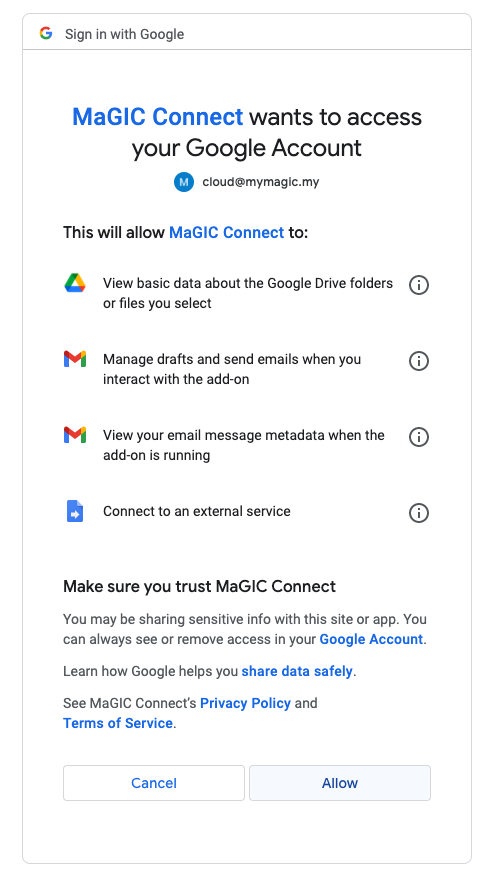 Sign in with Google
MaGIC Connect wants to access
your Google Account
M cloud@mymagic.my
This will allow MaGIC Connect to:
View basic data about the Google Drive folders
or files you select
Manage drafts and send emails when you
interact with the add-on
View your email message metadata when the
add-on is running
Connect to an external service
Make sure you trust MaGIC Connect
You may be sharing sensitive info with this site or app. You
can always see or remove access in your Google Account.
Learn how Google helps you share data safely.
See MaGIC Connect's Privacy Policy and
Terms of Service.
Cancel
Allow